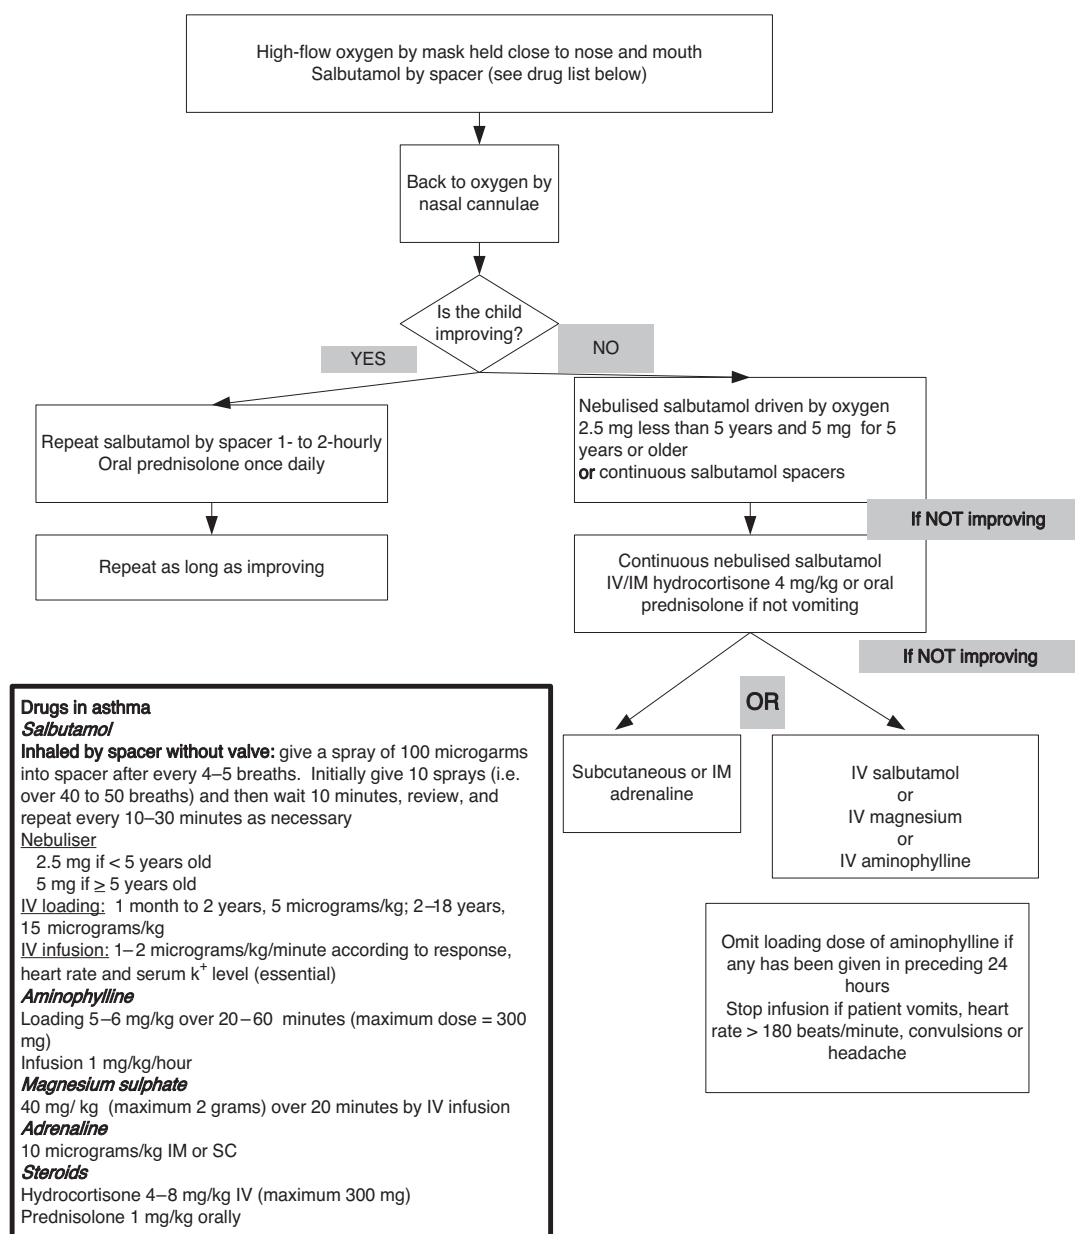 High-flow oxygen by mask held close to nose and mouth
Salbutamol by spacer (see drug list below)
Back to oxygen by
nasal cannulae
Is the child
improving?
YES
NO
Repeat salbutamol by spacer 1- to 2-hourly
Oral prednisolone once daily
Repeat as long as improving
Nebulised salbutamol driven by oxygen
2.5 mg less than 5 years and 5 mg for 5
years or older
or continuous salbutamol spacers
If NOT improving
Continuous nebulised salbutamol
IV/IM hydrocortisone 4 mg/kg or oral
prednisolone if not vomiting
If NOT improving
OR
Subcutaneous or IM
adrenaline
IV salbutamol
or
IV magnesium
or
IV aminophylline
Omit loading dose of aminophylline if
any has been given in preceding 24
hours
Stop infusion if patient vomits, heart
rate > 180 beats/minute, convulsions or
headache
Drugs in asthma
Salbutamol
Inhaled by spacer without valve: give a spray of 100 microgarms
into spacer after every 4–5 breaths. Initially give 10 sprays (i.e.
over 40 to 50 breaths) and then wait 10 minutes, review, and
repeat every 10–30 minutes as necessary
Nebuliser
2.5 mg if < 5 years old
5 mg if ≥ 5 years old
IV loading: 1 month to 2 years, 5 micrograms/kg; 2–18 years,
15 micrograms/kg
IV infusion: 1–2 micrograms/kg/minute according to response,
heart rate and serum k⁺ level (essential)
Aminophylline
Loading 5–6 mg/kg over 20–60 minutes (maximum dose = 300
mg)
Infusion 1 mg/kg/hour
Magnesium sulphate
40 mg/ kg (maximum 2 grams) over 20 minutes by IV infusion
Adrenaline
10 micrograms/kg IM or SC
Steroids
Hydrocortisone 4–8 mg/kg IV (maximum 300 mg)
Prednisolone 1 mg/kg orally